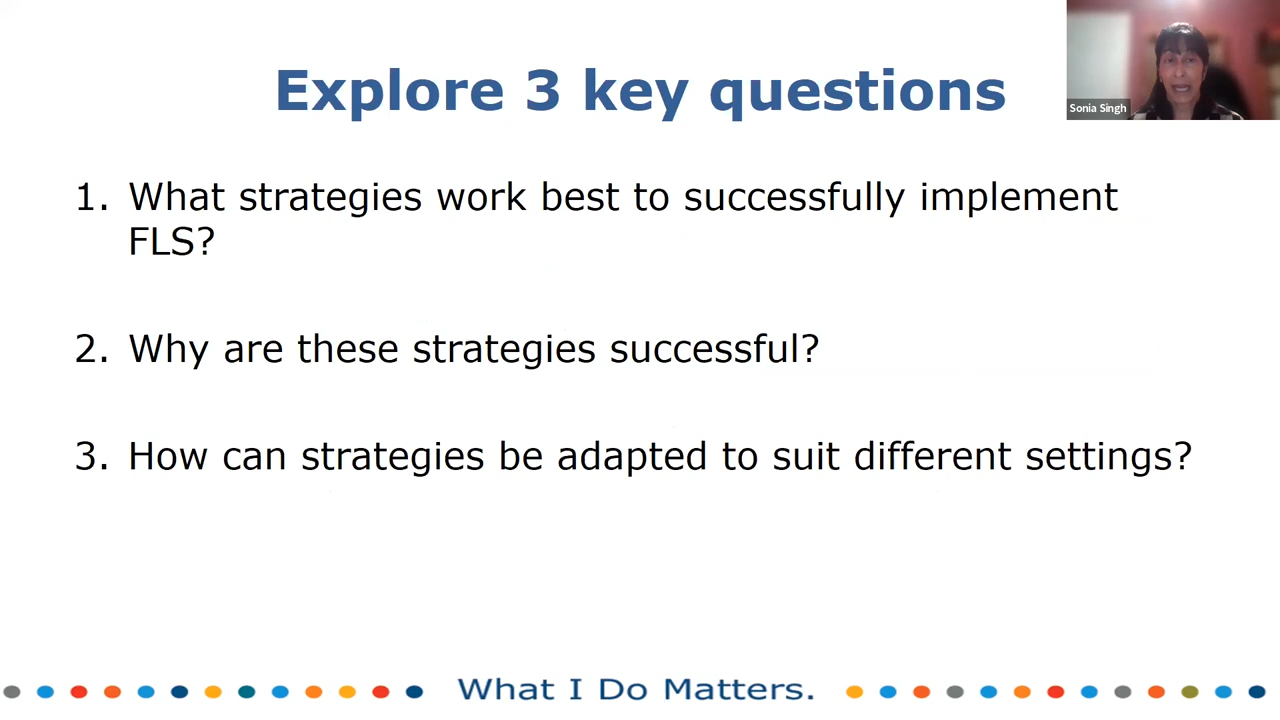 Explore 3 key questions
Sonia Singh
1. What strategies work best to successfully implement
FLS?
2. Why are these strategies successful?
3. How can strategies be adapted to suit different settings?
What I Do Matters.